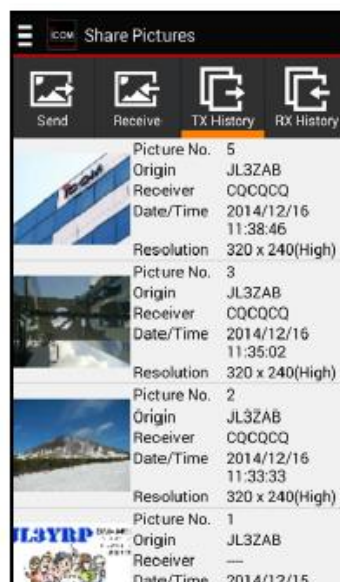 ICOM Share Pictures
Send Receive TX History RX History
ICOM
Picture No. 5
Origin JL3ZAB
Receiver CQCQCQ
Date/Time 2014/12/16
11:38:46
Resolution 320 x 240(High)
Picture No. 3
Origin JL3ZAB
Receiver CQCQCQ
Date/Time 2014/12/16
11:35:02
Resolution 320 x 240(High)
Picture No. 2
Origin JL3ZAB
Receiver CQCQCQ
Date/Time 2014/12/16
11:33:33
Resolution 320 x 240(High)
JL3YRP
Picture No. 1
Origin JL3ZAB
Receiver ----
Date/Time 2014/12/15